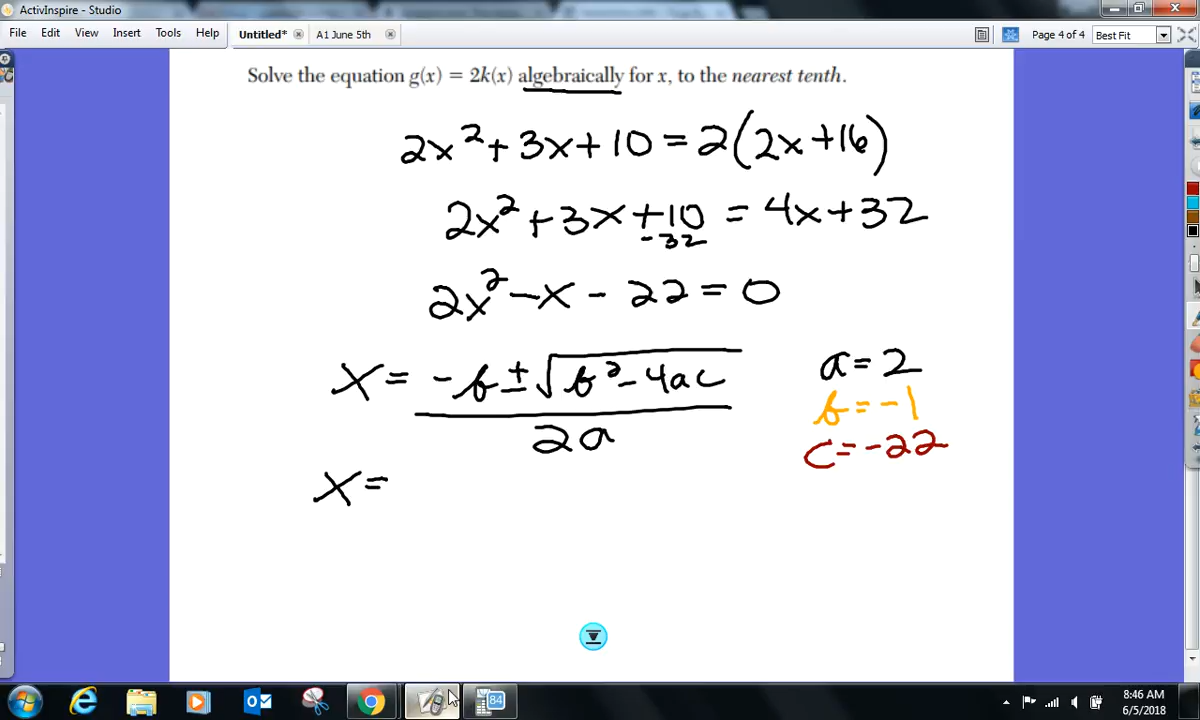 ActivInspire - Studio
File Edit View Insert Tools Help Untitled* A1 June 5th Page 4 of 4 Best Fit
Solve the equation g(x) = 2k(x) algebraically for x, to the nearest tenth.
2x² + 3x + 10 = 2(2x + 16)
2x² + 3x + 10 = 4x + 32
-32
2x² - x - 22 = 0
x = -b ± √b² - 4ac
2a
a = 2
b = -1
c = -22
x =
84
8:46 AM
6/5/2018